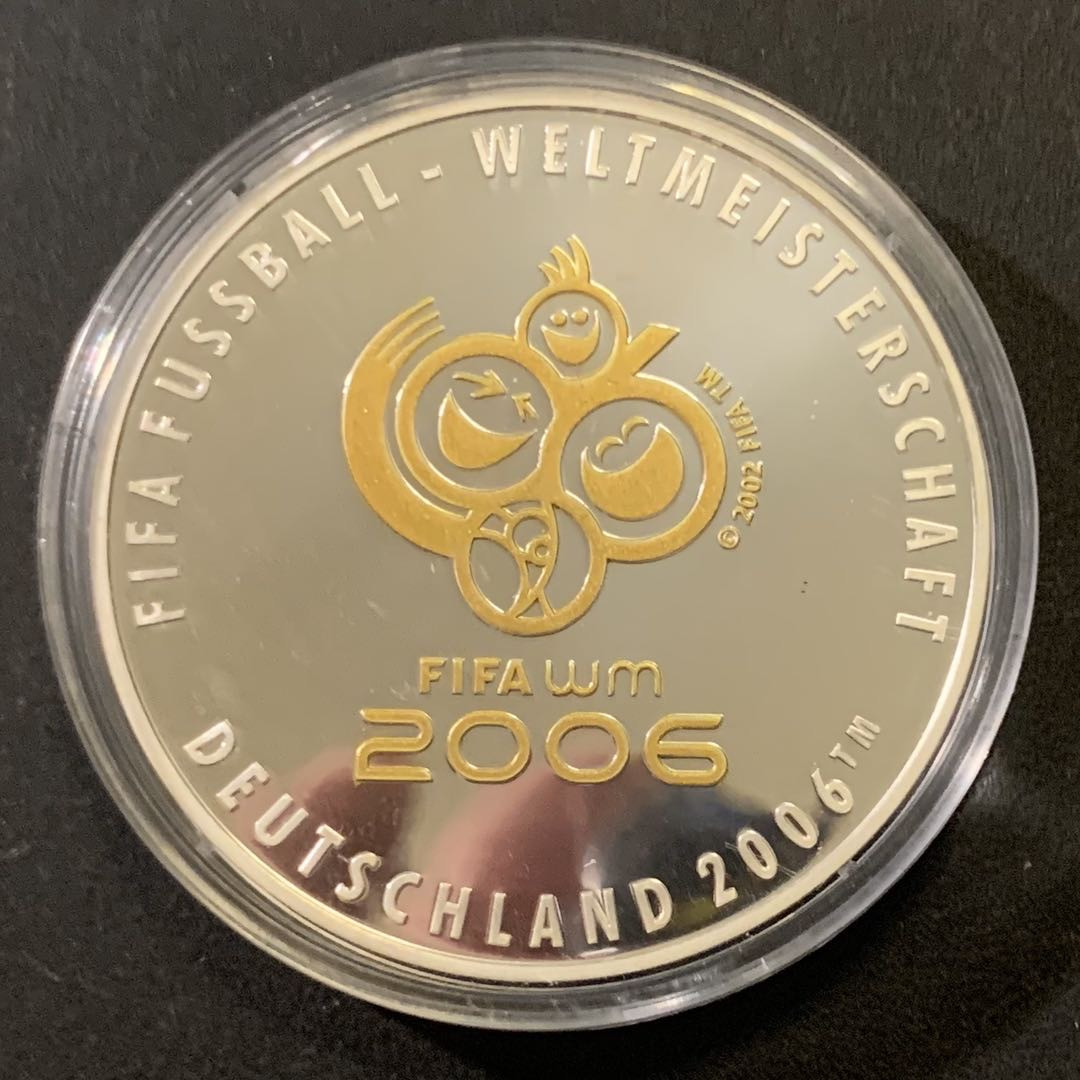 FIFA FUSSBALL - WELTMEISTERSCHAFT
© 2002 FIFA TM
FIFA wm
2006
DEUTSCHLAND 2006™